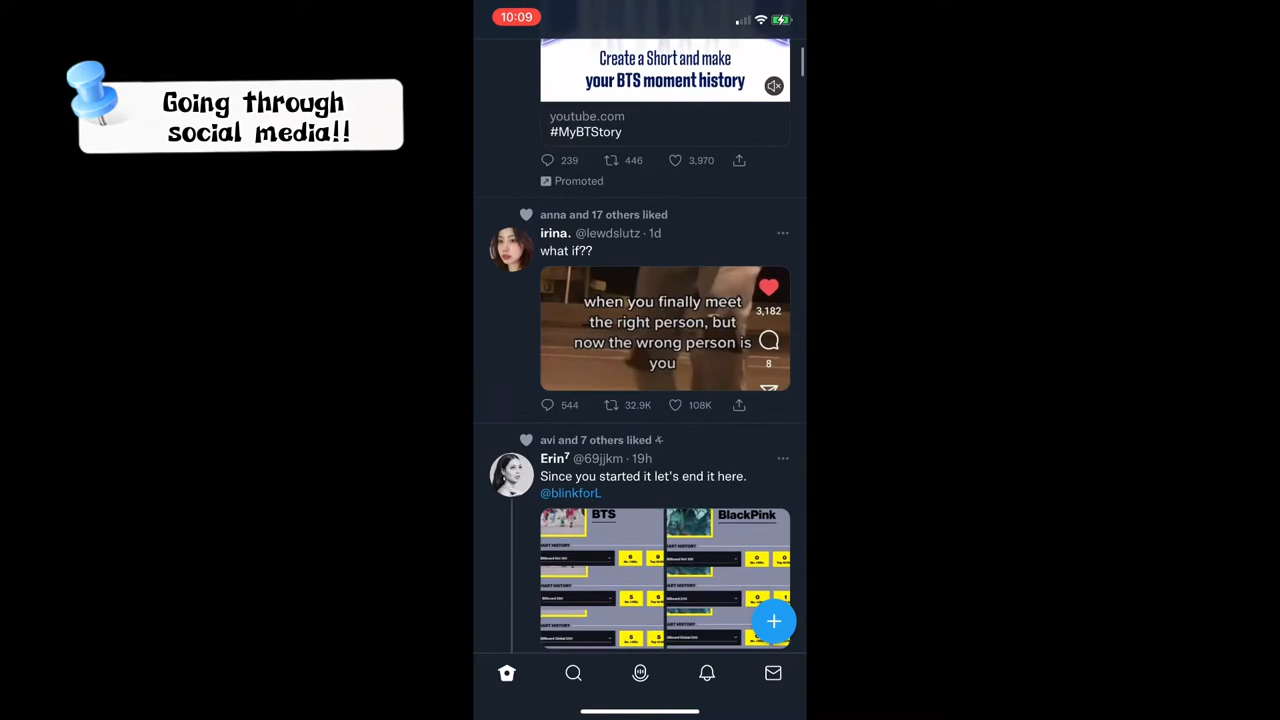 10:09
Going through
social media!!
Create a Short and make
your BTS moment history
youtube.com
#MyBTStory
239 446 3,970
Promoted
anna and 17 others liked
irina. @lewdslutz · 1d
what if??
when you finally meet
the right person, but
now the wrong person is
you
3,182
8
544 32.9K 108K
avi and 7 others liked
Erin⁷ @69jjkm · 19h
Since you started it let's end it here.
@blinkforL
BTS BlackPink